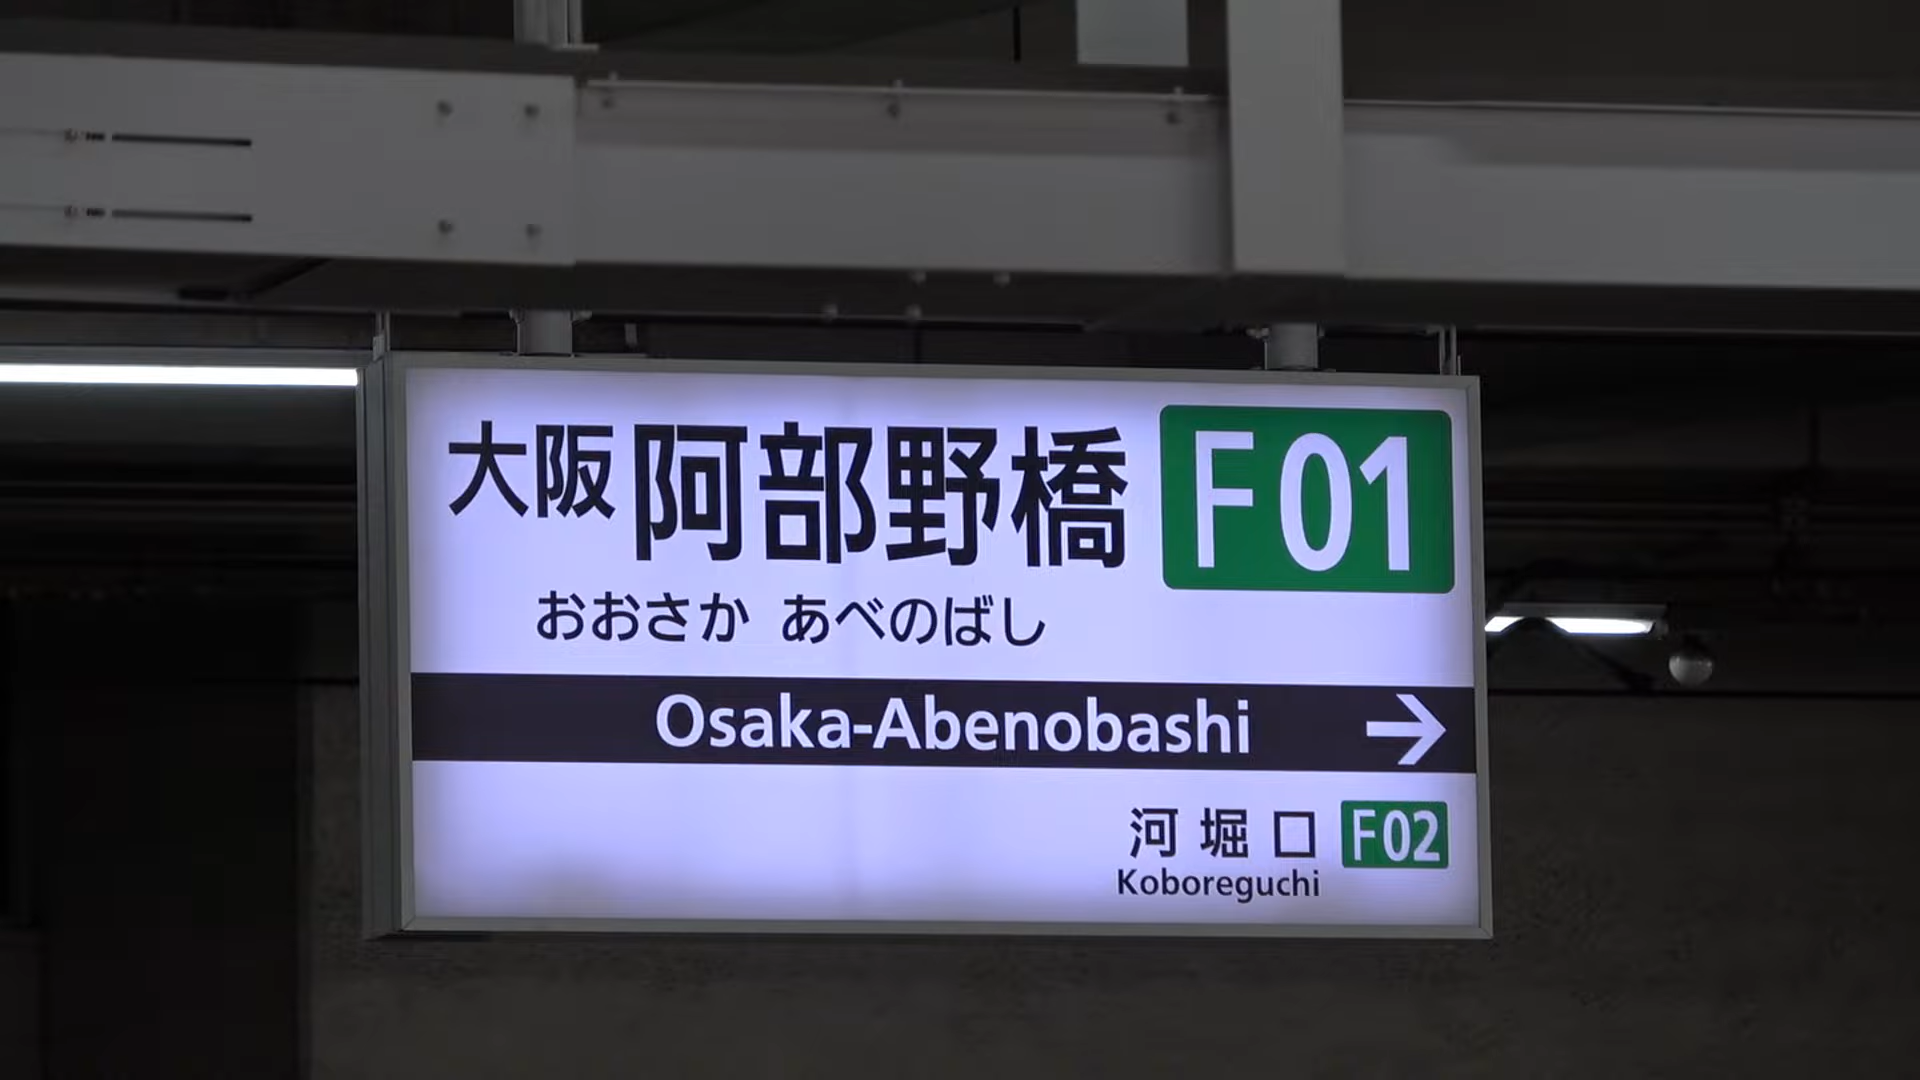 大阪阿部野橋 F01
おおさか あべのばし
Osaka-Abenobashi →
河堀口 F02
Koboreguchi